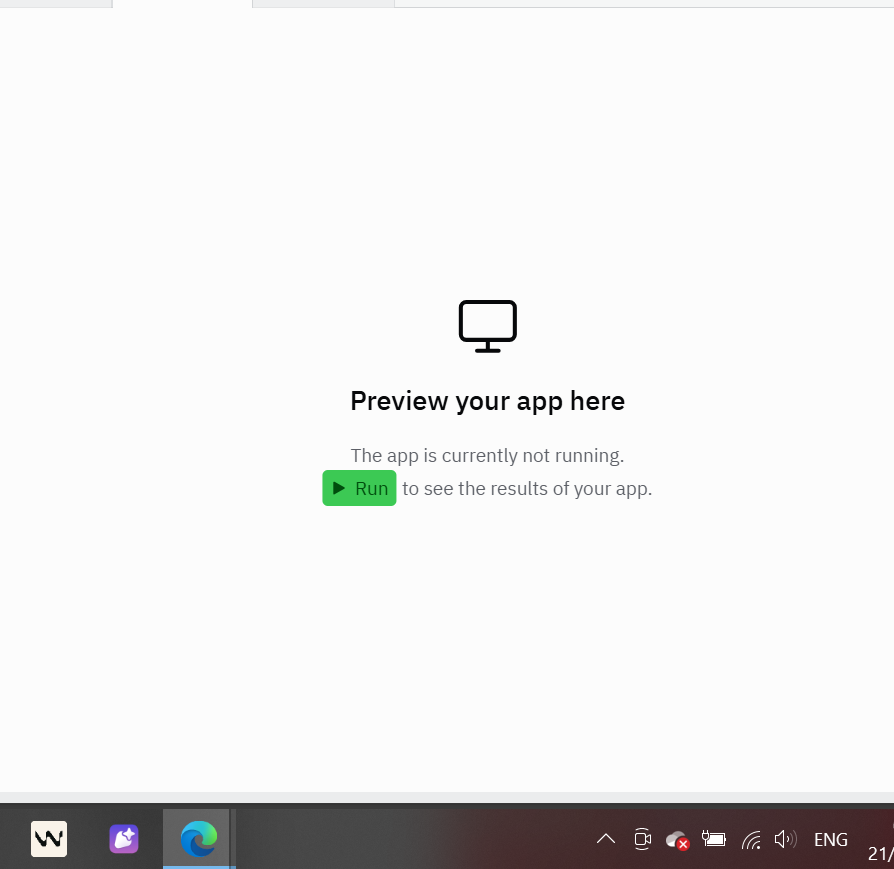 Preview your app here
The app is currently not running.
Run to see the results of your app.
ENG
21/